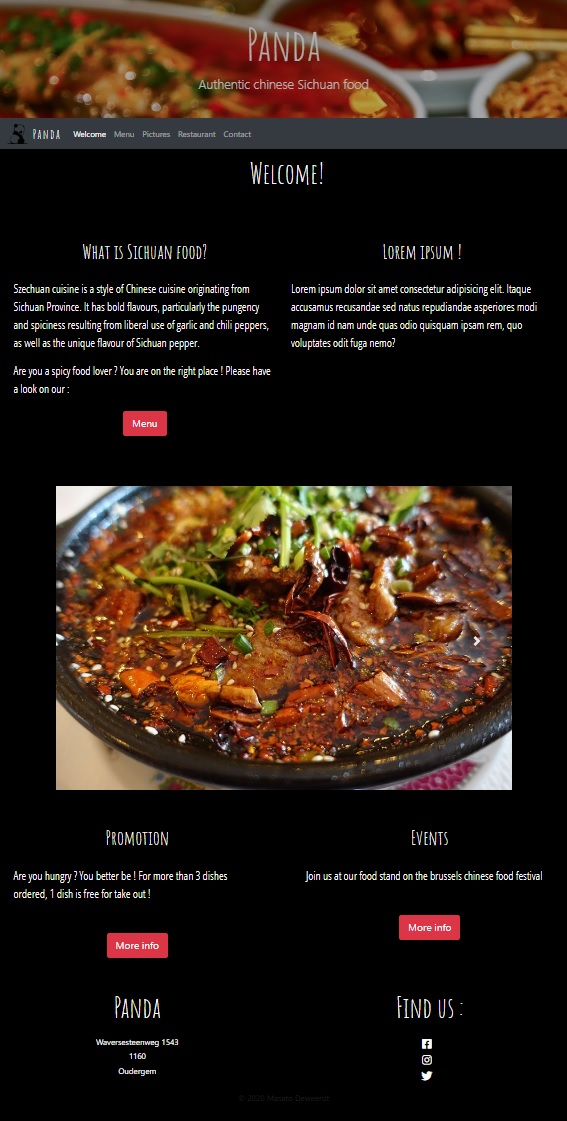 Panda
Authentic chinese Sichuan food
Panda Welcome Menu Pictures Restaurant Contact
Welcome!
What is Sichuan food?
Szechuan cuisine is a style of Chinese cuisine originating from
Sichuan Province. It has bold flavours, particularly the pungency
and spiciness resulting from liberal use of garlic and chili peppers,
as well as the unique flavour of Sichuan pepper.
Are you a spicy food lover ? You are on the right place ! Please have
a look on our :
Menu
Lorem ipsum !
Lorem ipsum dolor sit amet consectetur adipisicing elit. Itaque
accusamus recusandae sed natus repudiandae asperiores modi
magnam id nam unde quas odio quisquam ipsam rem, quo
voluptates odit fuga nemo?
Promotion
Are you hungry ? You better be ! For more than 3 dishes
ordered, 1 dish is free for take out !
More info
Events
Join us at our food stand on the brussels chinese food festival
More info
Panda
Waversesteenweg 1543
1160
Oudergem
Find us :
© 2020